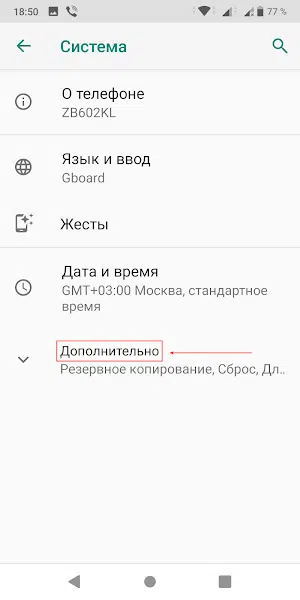 18:50
77 %
Система
О телефоне
ZB602KL
Язык и ввод
Gboard
Жесты
Дата и время
GMT+03:00 Москва, стандартное
время
Дополнительно
Резервное копирование, Сброс, Дл..